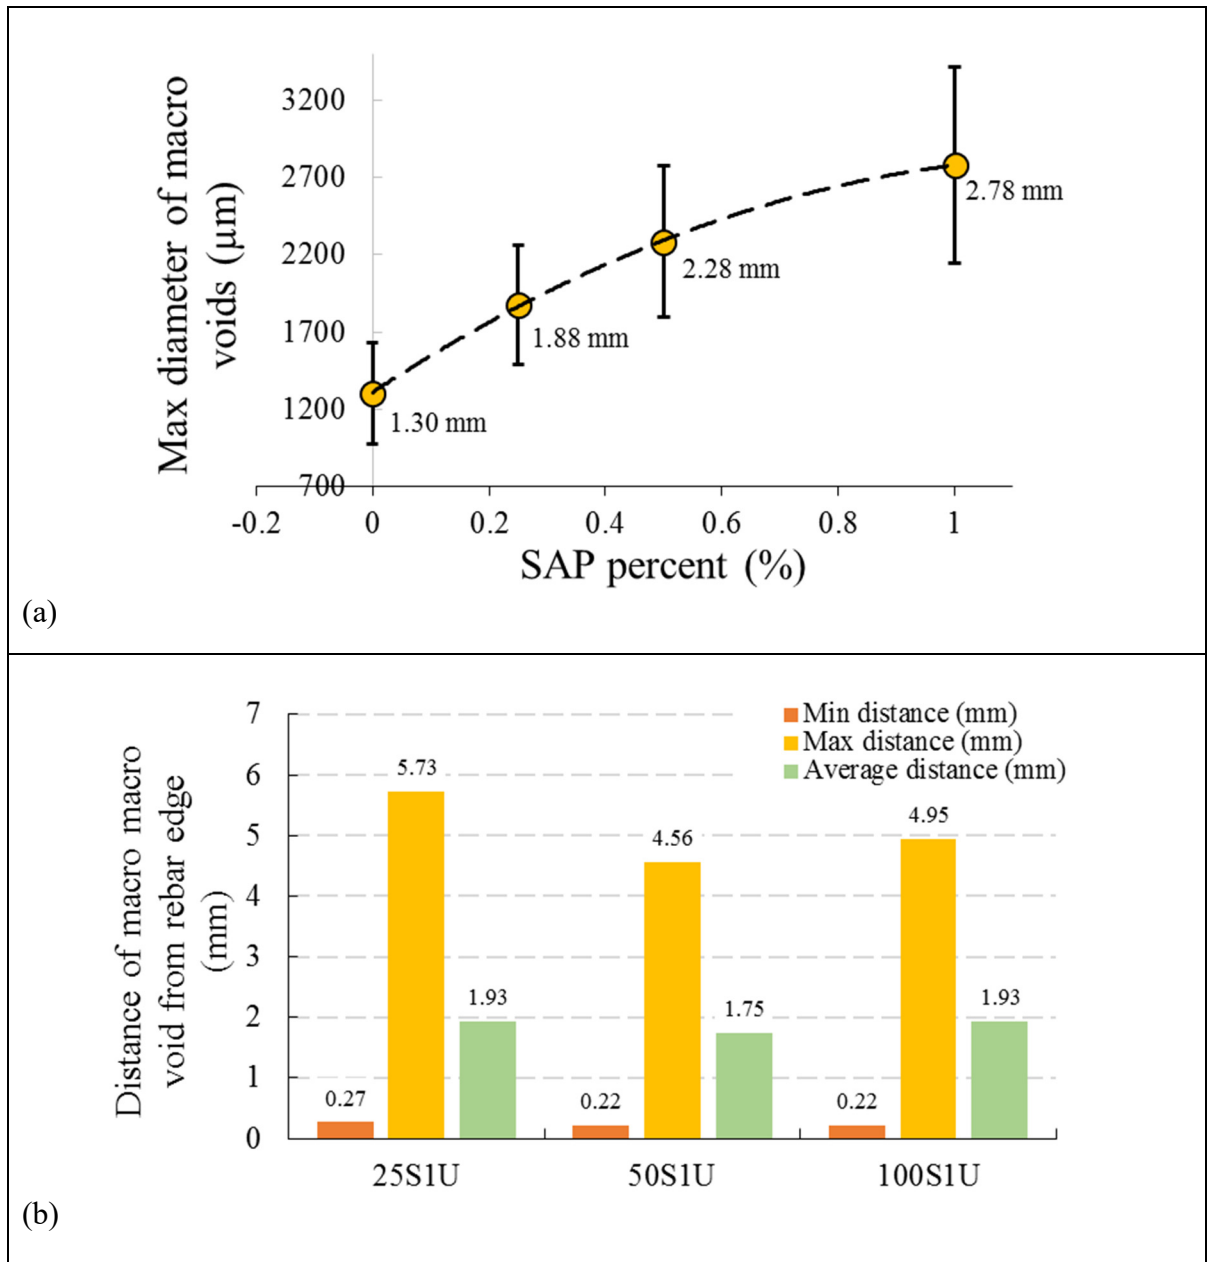 Max diameter of macro
voids (μm)
3200
2700
2200
1700
1200
700
2.78 mm
2.28 mm
1.88 mm
1.30 mm
-0.2 0 0.2 0.4 0.6 0.8 1
SAP percent (%)
(a)
Distance of macro macro
void from rebar edge
(mm)
7
6
5
4
3
2
1
0
Min distance (mm)
Max distance (mm)
Average distance (mm)
0.27 5.73 1.93
0.22 4.56 1.75
0.22 4.95 1.93
25S1U 50S1U 100S1U
(b)